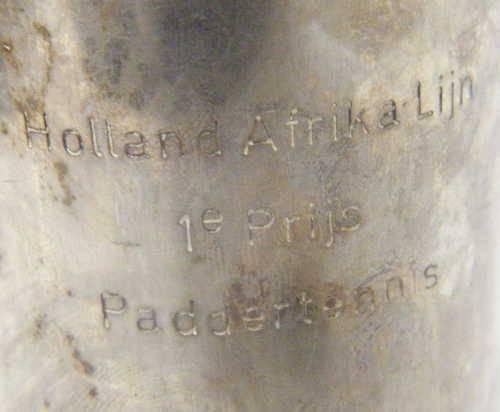 Holland Afrika-Lijn
1e Prijs
Paddertennis